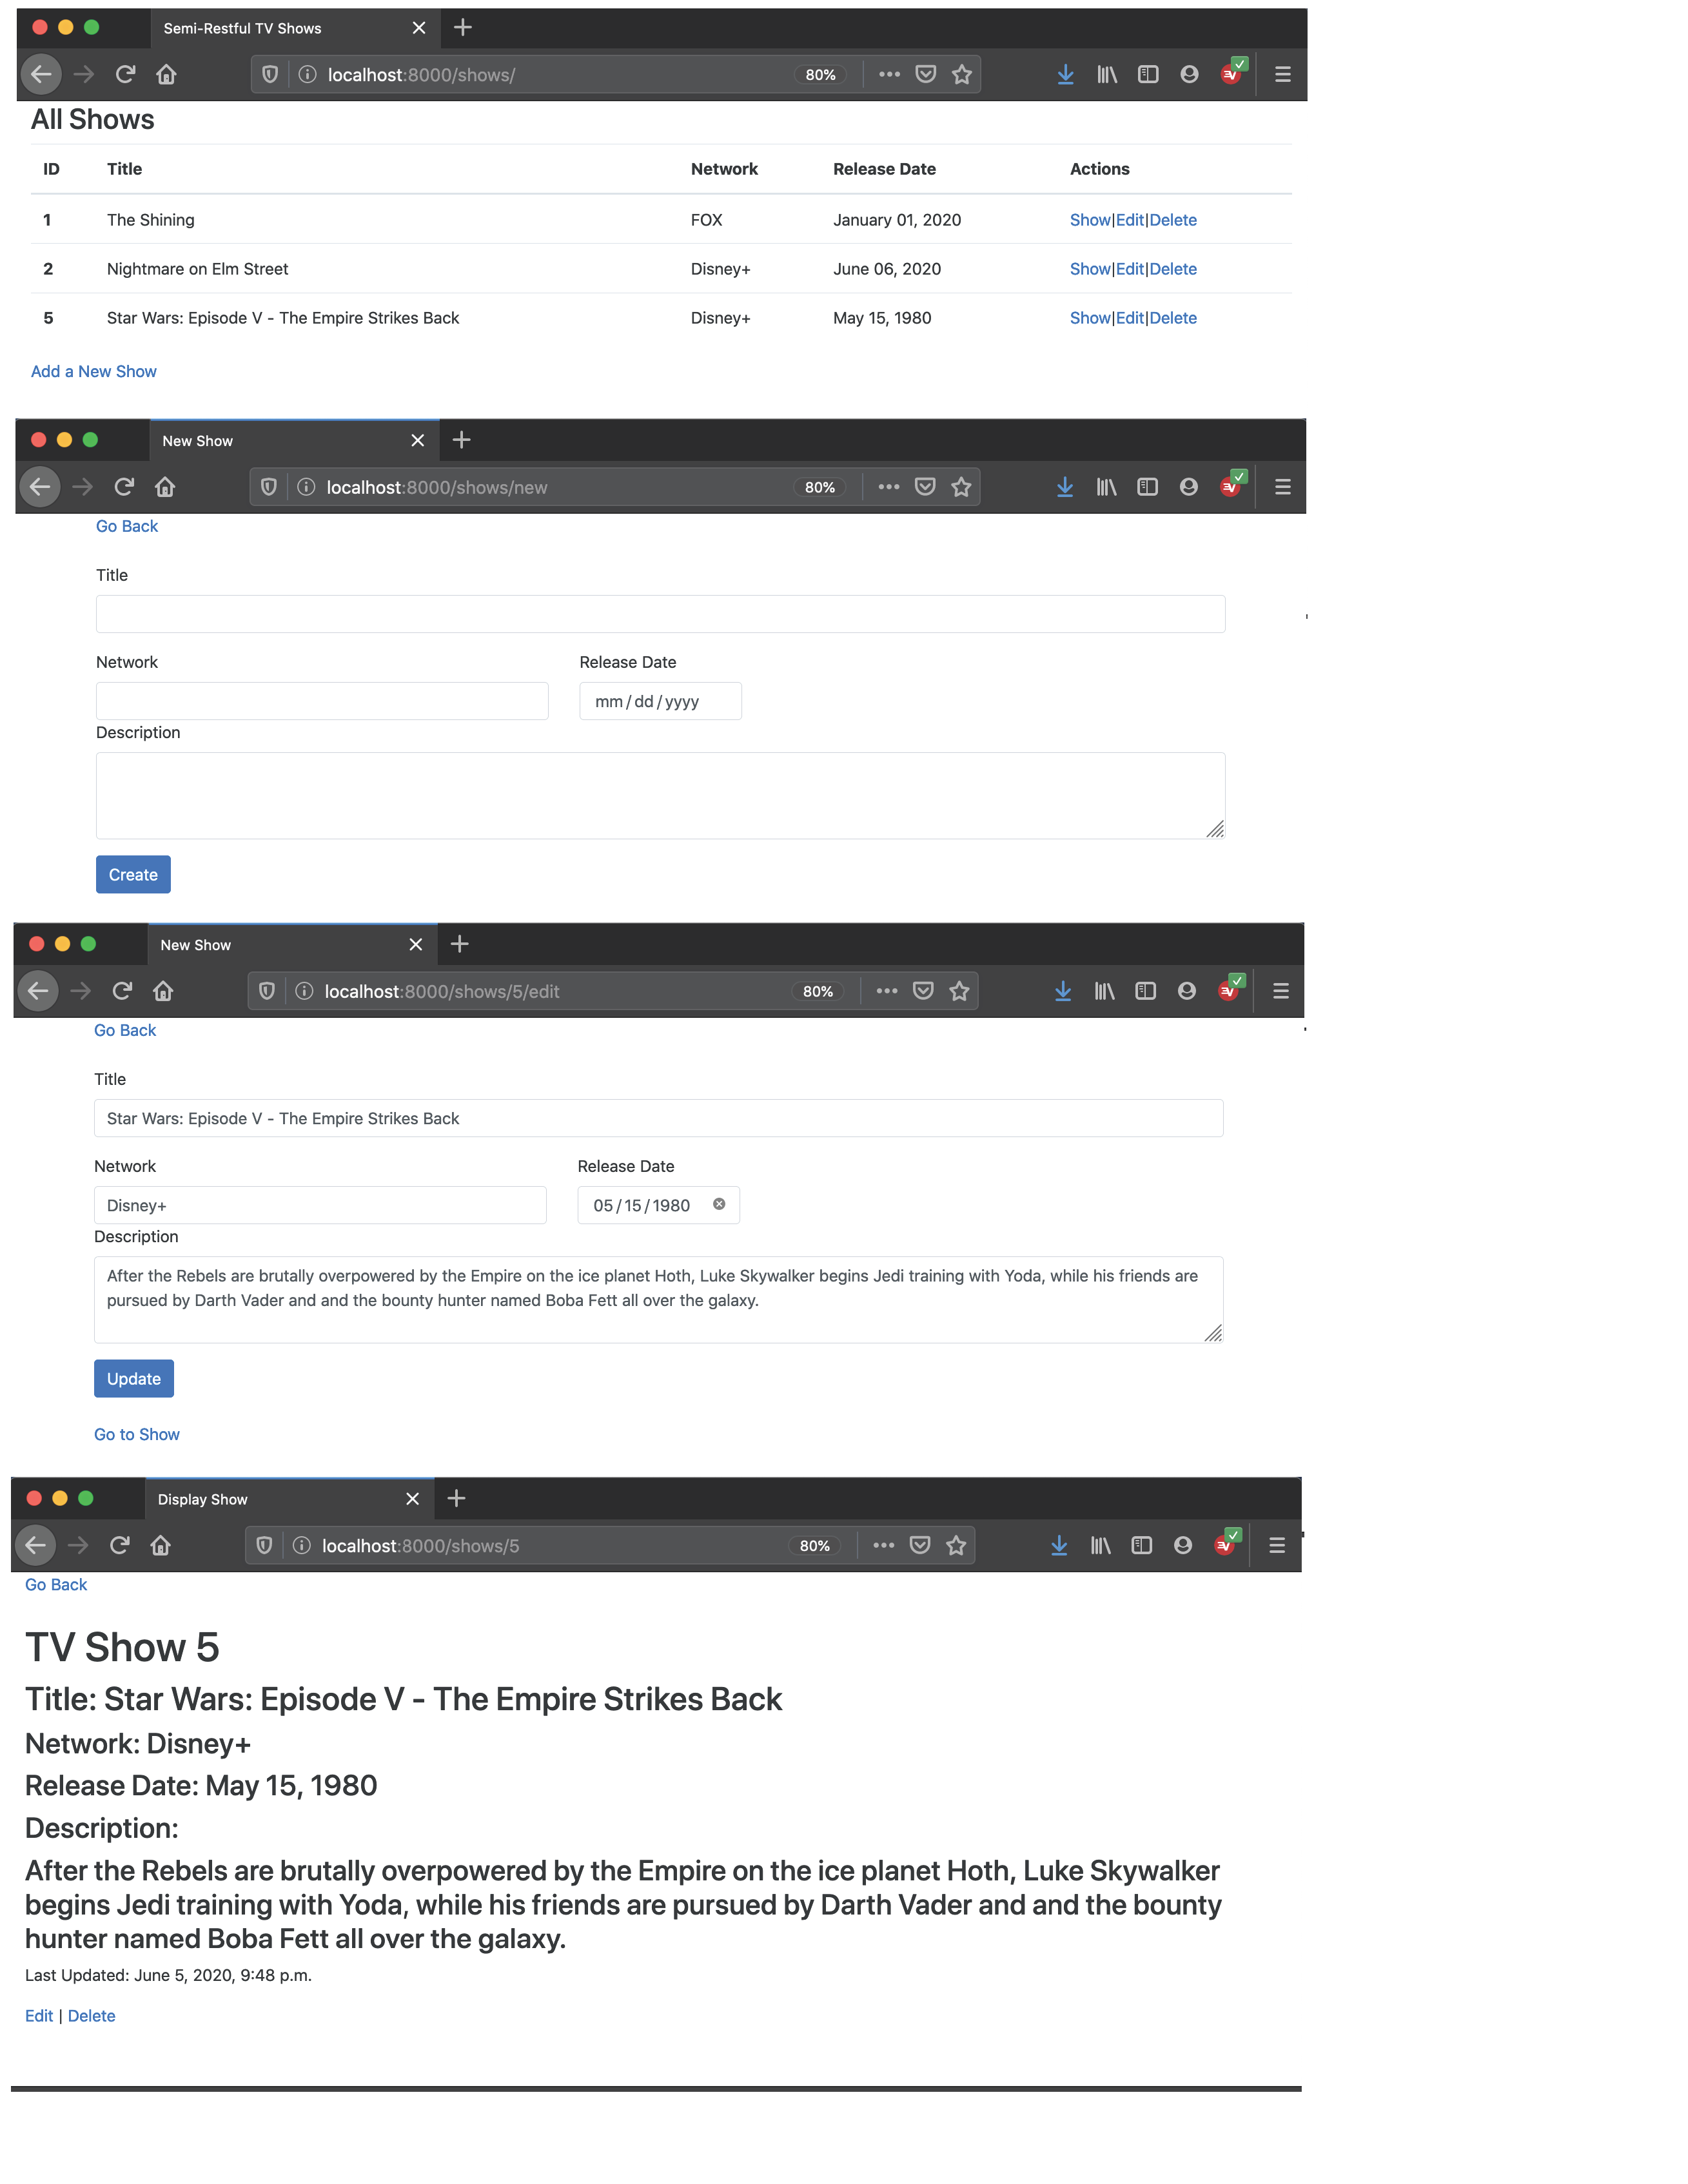 Semi-Restful TV Shows
localhost:8000/shows/ 80%
All Shows
ID Title Network Release Date Actions
1 The Shining FOX January 01, 2020 Show|Edit|Delete
2 Nightmare on Elm Street Disney+ June 06, 2020 Show|Edit|Delete
5 Star Wars: Episode V - The Empire Strikes Back Disney+ May 15, 1980 Show|Edit|Delete
Add a New Show
New Show
localhost:8000/shows/new 80%
Go Back
Title
Network Release Date
mm/dd/yyyy
Description
Create
New Show
localhost:8000/shows/5/edit 80%
Go Back
Title
Star Wars: Episode V - The Empire Strikes Back
Network Release Date
Disney+ 05/15/1980
Description
After the Rebels are brutally overpowered by the Empire on the ice planet Hoth, Luke Skywalker begins Jedi training with Yoda, while his friends are
pursued by Darth Vader and and the bounty hunter named Boba Fett all over the galaxy.
Update
Go to Show
Display Show
localhost:8000/shows/5 80%
Go Back
TV Show 5
Title: Star Wars: Episode V - The Empire Strikes Back
Network: Disney+
Release Date: May 15, 1980
Description:
After the Rebels are brutally overpowered by the Empire on the ice planet Hoth, Luke Skywalker
begins Jedi training with Yoda, while his friends are pursued by Darth Vader and and the bounty
hunter named Boba Fett all over the galaxy.
Last Updated: June 5, 2020, 9:48 p.m.
Edit | Delete